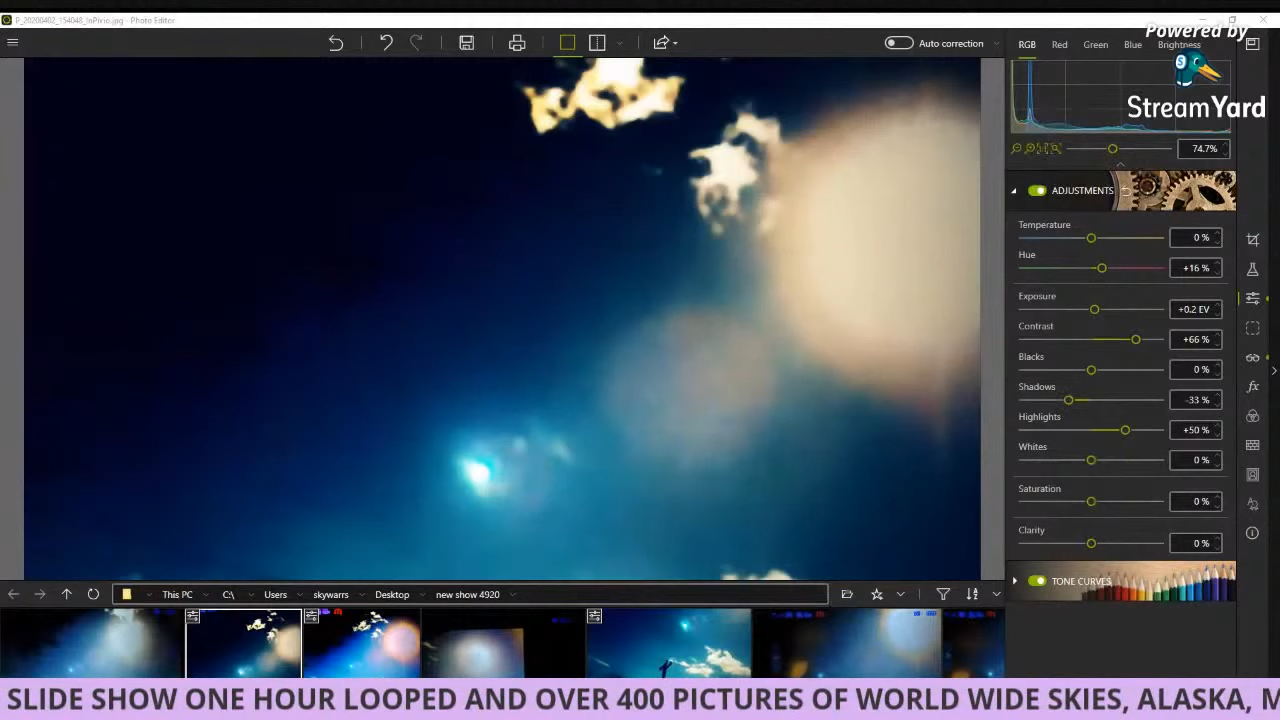 P_20200402_154048_InPixio.jpg - Photo Editor
Powered by
StreamYard
Auto correction
RGB
Red
Green
Blue
Brightness
74.7%
ADJUSTMENTS
Temperature
0 %
Hue
+16 %
Exposure
+0.2 EV
Contrast
+66 %
Blacks
0 %
Shadows
-33 %
Highlights
+50 %
Whites
0 %
Saturation
0 %
Clarity
0 %
TONE CURVES
This PC
C:\
Users
skywarrs
Desktop
new show 4920
SLIDE SHOW ONE HOUR LOOPED AND OVER 400 PICTURES OF WORLD WIDE SKIES, ALASKA, M